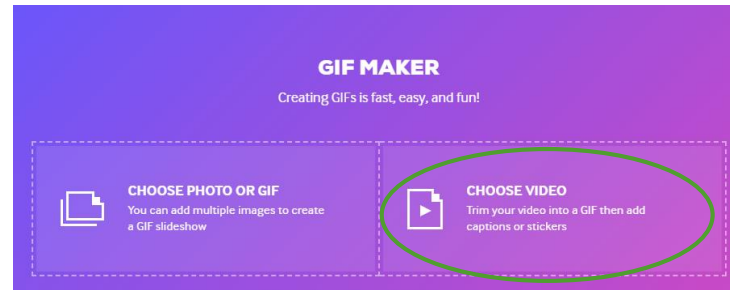 GIF MAKER
Creating GIFs is fast, easy, and fun!
CHOOSE PHOTO OR GIF
You can add multiple images to create
a GIF slideshow
CHOOSE VIDEO
Trim your video into a GIF then add
captions or stickers